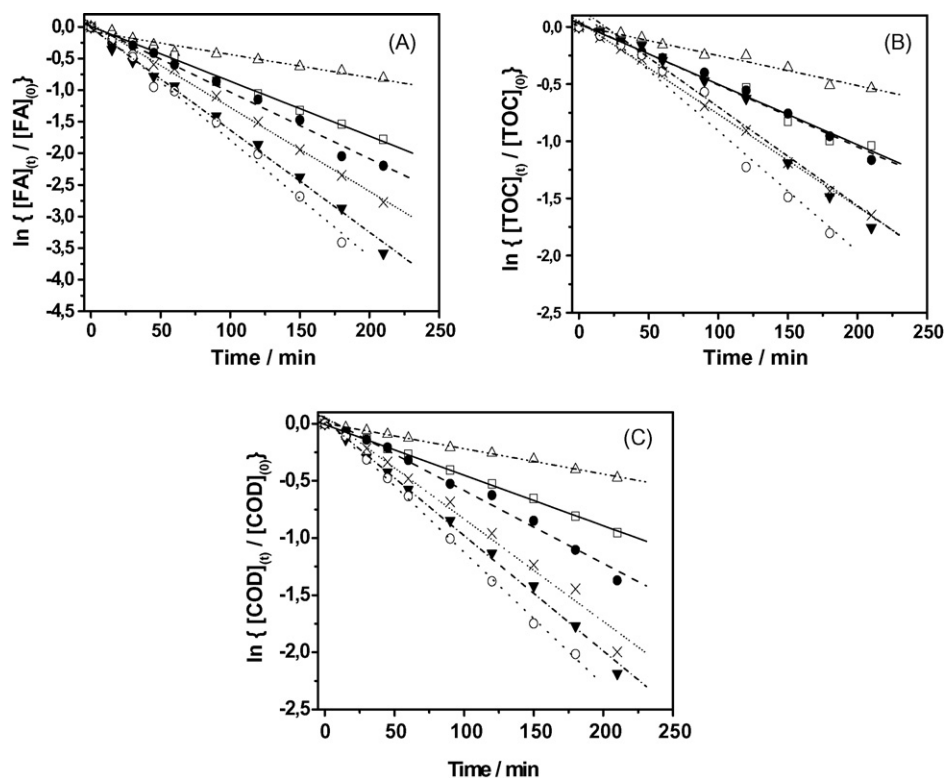 (A)
ln { [FA](t) / [FA](0)}
0,0
-0,5
-1,0
-1,5
-2,0
-2,5
-3,0
-3,5
-4,0
-4,5
0 50 100 150 200 250
Time / min
(B)
ln { [TOC](t) / [TOC](0)}
0,0
-0,5
-1,0
-1,5
-2,0
-2,5
0 50 100 150 200 250
Time / min
(C)
ln { [COD](t) / [COD](0)}
0,0
-0,5
-1,0
-1,5
-2,0
-2,5
0 50 100 150 200 250
Time / min